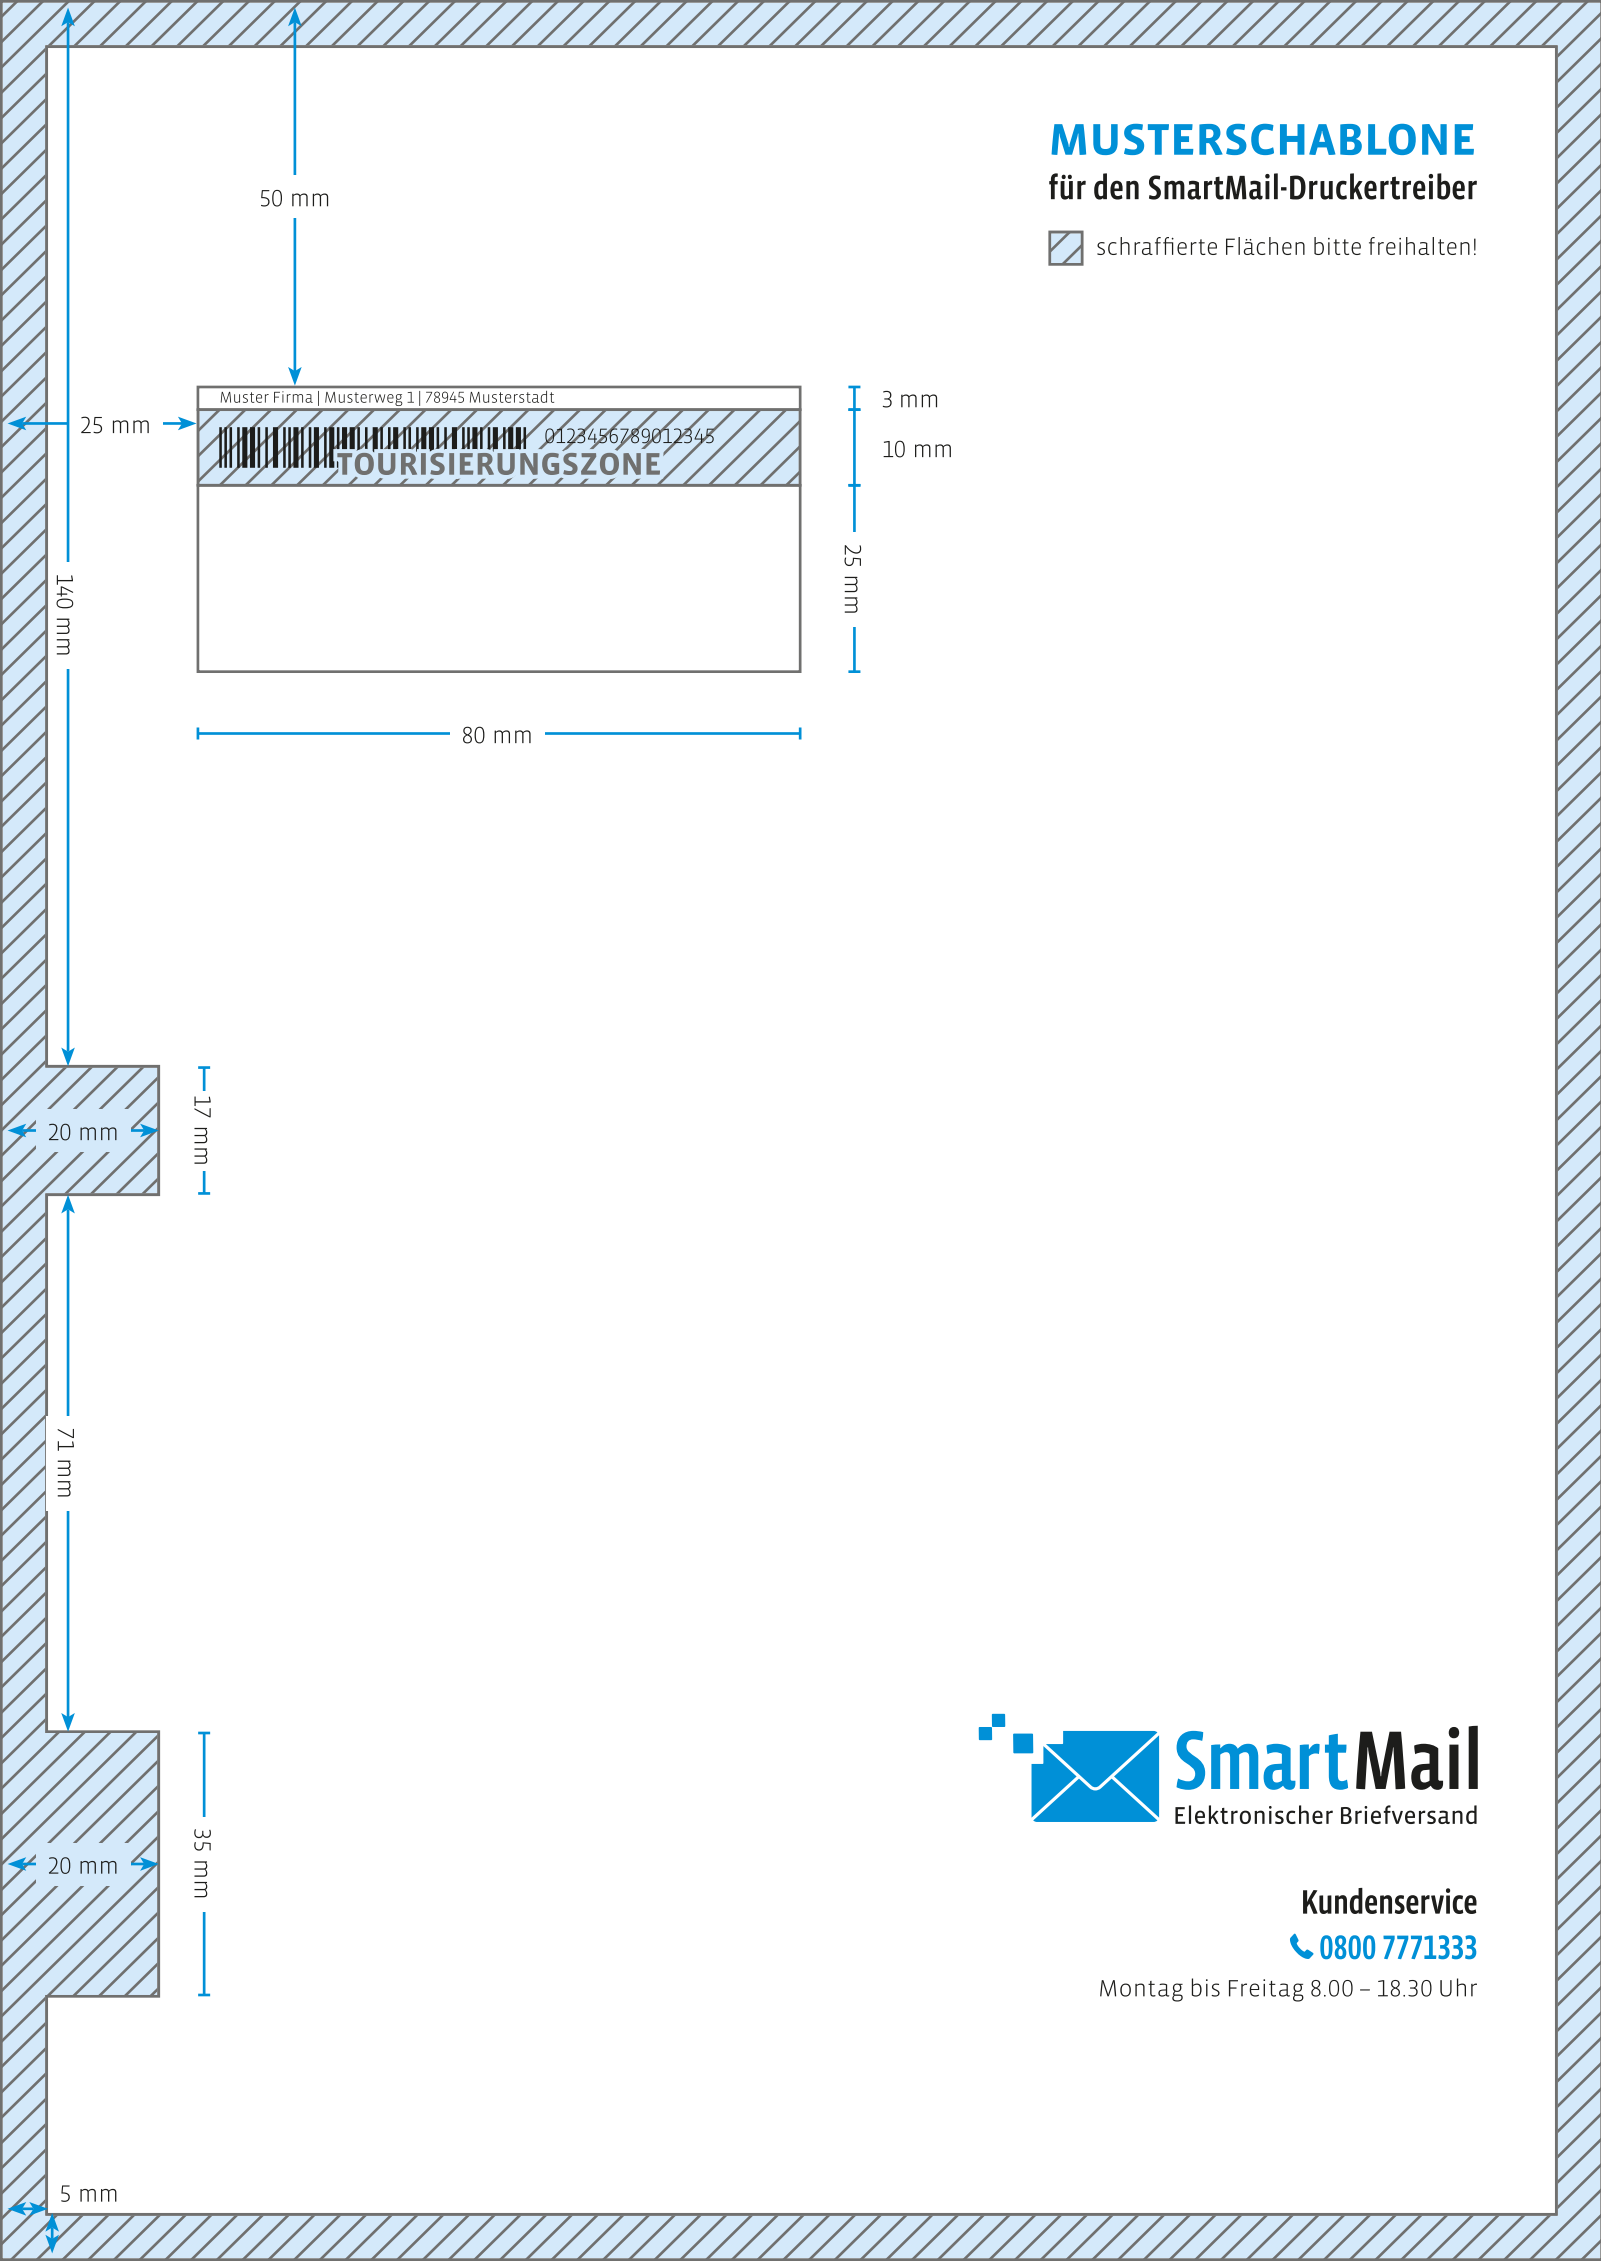 MUSTERSCHABLONE
für den SmartMail-Druckertreiber
schraffierte Flächen bitte freihalten!
50 mm
Muster Firma | Musterweg 1 | 78945 Musterstadt
3 mm
25 mm
0123456789012345
10 mm
TOURISIERUNGSZONE
25 mm
140 mm
80 mm
17 mm
20 mm
71 mm
SmartMail
Elektronischer Briefversand
35 mm
20 mm
Kundenservice
0800 7771333
Montag bis Freitag 8.00 – 18.30 Uhr
5 mm